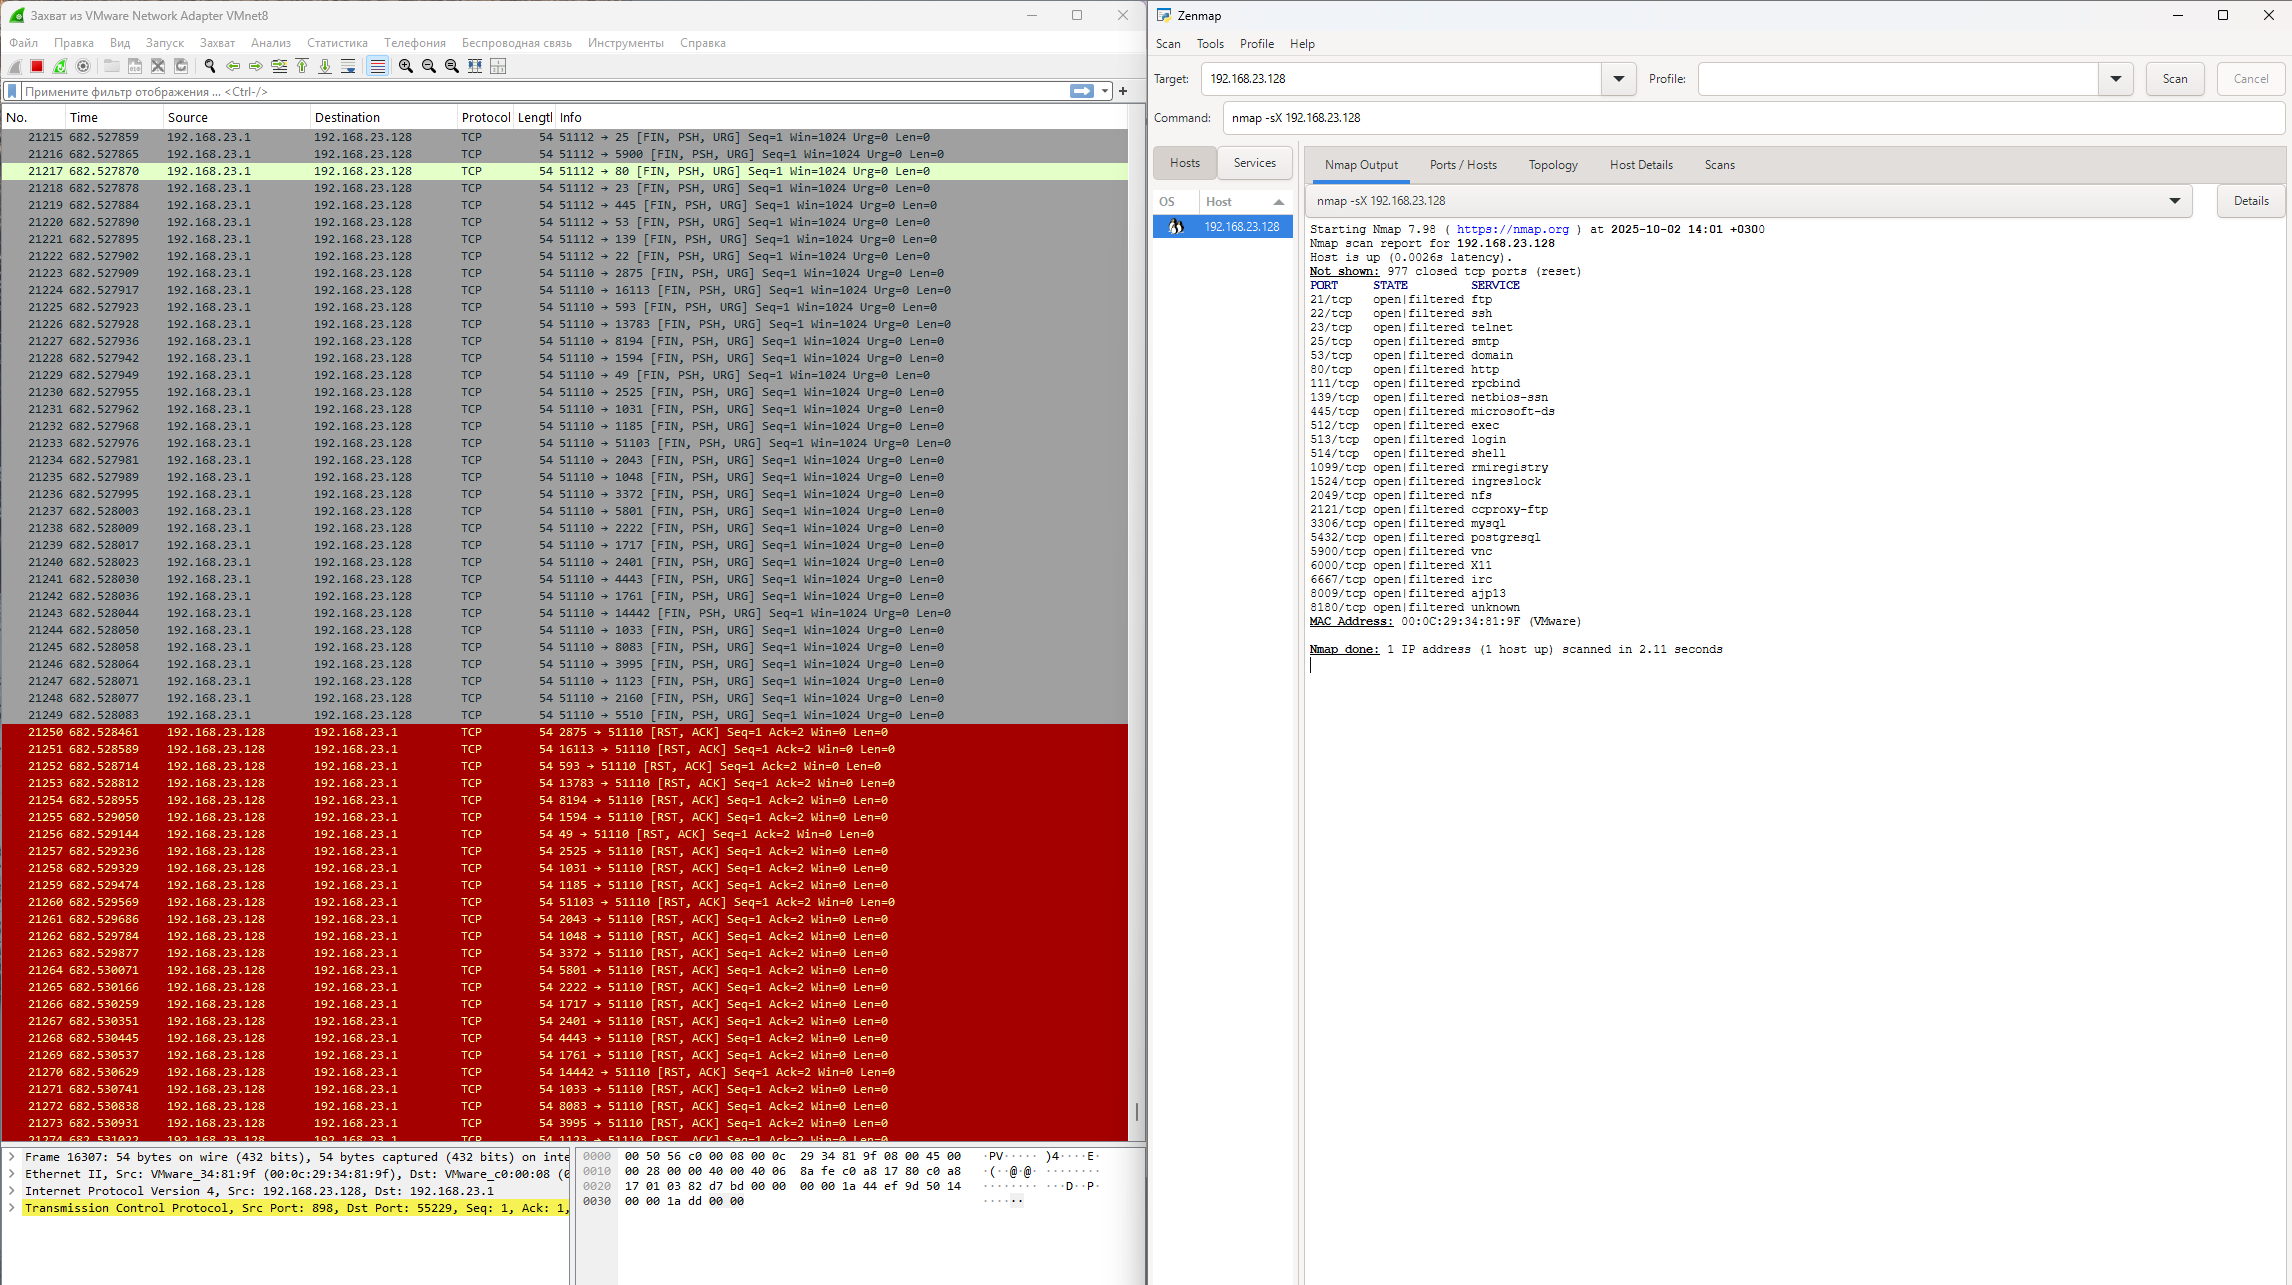 Захват из VMware Network Adapter VMnet8
Файл Правка Вид Запуск Захват Анализ Статистика Телефония Беспроводная связь Инструменты Справка
Примените фильтр отображения ... <Ctrl-/>
No. Time Source Destination Protocol Length Info
21215 682.527859 192.168.23.1 192.168.23.128 TCP 54 51112 → 25 [FIN, PSH, URG] Seq=1 Win=1024 Urg=0 Len=0
21216 682.527865 192.168.23.1 192.168.23.128 TCP 54 51112 → 5900 [FIN, PSH, URG] Seq=1 Win=1024 Urg=0 Len=0
21217 682.527870 192.168.23.1 192.168.23.128 TCP 54 51112 → 80 [FIN, PSH, URG] Seq=1 Win=1024 Urg=0 Len=0
21218 682.527878 192.168.23.1 192.168.23.128 TCP 54 51112 → 23 [FIN, PSH, URG] Seq=1 Win=1024 Urg=0 Len=0
21219 682.527884 192.168.23.1 192.168.23.128 TCP 54 51112 → 445 [FIN, PSH, URG] Seq=1 Win=1024 Urg=0 Len=0
21220 682.527890 192.168.23.1 192.168.23.128 TCP 54 51112 → 53 [FIN, PSH, URG] Seq=1 Win=1024 Urg=0 Len=0
21221 682.527895 192.168.23.1 192.168.23.128 TCP 54 51112 → 139 [FIN, PSH, URG] Seq=1 Win=1024 Urg=0 Len=0
21222 682.527902 192.168.23.1 192.168.23.128 TCP 54 51112 → 22 [FIN, PSH, URG] Seq=1 Win=1024 Urg=0 Len=0
21223 682.527909 192.168.23.1 192.168.23.128 TCP 54 51110 → 2875 [FIN, PSH, URG] Seq=1 Win=1024 Urg=0 Len=0
21224 682.527917 192.168.23.1 192.168.23.128 TCP 54 51110 → 16113 [FIN, PSH, URG] Seq=1 Win=1024 Urg=0 Len=0
21225 682.527923 192.168.23.1 192.168.23.128 TCP 54 51110 → 593 [FIN, PSH, URG] Seq=1 Win=1024 Urg=0 Len=0
21226 682.527928 192.168.23.1 192.168.23.128 TCP 54 51110 → 13783 [FIN, PSH, URG] Seq=1 Win=1024 Urg=0 Len=0
21227 682.527936 192.168.23.1 192.168.23.128 TCP 54 51110 → 8194 [FIN, PSH, URG] Seq=1 Win=1024 Urg=0 Len=0
21228 682.527942 192.168.23.1 192.168.23.128 TCP 54 51110 → 1594 [FIN, PSH, URG] Seq=1 Win=1024 Urg=0 Len=0
21229 682.527949 192.168.23.1 192.168.23.128 TCP 54 51110 → 49 [FIN, PSH, URG] Seq=1 Win=1024 Urg=0 Len=0
21230 682.527955 192.168.23.1 192.168.23.128 TCP 54 51110 → 2525 [FIN, PSH, URG] Seq=1 Win=1024 Urg=0 Len=0
21231 682.527962 192.168.23.1 192.168.23.128 TCP 54 51110 → 1031 [FIN, PSH, URG] Seq=1 Win=1024 Urg=0 Len=0
21232 682.527968 192.168.23.1 192.168.23.128 TCP 54 51110 → 1185 [FIN, PSH, URG] Seq=1 Win=1024 Urg=0 Len=0
21233 682.527976 192.168.23.1 192.168.23.128 TCP 54 51110 → 51103 [FIN, PSH, URG] Seq=1 Win=1024 Urg=0 Len=0
21234 682.527981 192.168.23.1 192.168.23.128 TCP 54 51110 → 2043 [FIN, PSH, URG] Seq=1 Win=1024 Urg=0 Len=0
21235 682.527989 192.168.23.1 192.168.23.128 TCP 54 51110 → 1048 [FIN, PSH, URG] Seq=1 Win=1024 Urg=0 Len=0
21236 682.527995 192.168.23.1 192.168.23.128 TCP 54 51110 → 3372 [FIN, PSH, URG] Seq=1 Win=1024 Urg=0 Len=0
21237 682.528003 192.168.23.1 192.168.23.128 TCP 54 51110 → 5801 [FIN, PSH, URG] Seq=1 Win=1024 Urg=0 Len=0
21238 682.528009 192.168.23.1 192.168.23.128 TCP 54 51110 → 2222 [FIN, PSH, URG] Seq=1 Win=1024 Urg=0 Len=0
21239 682.528017 192.168.23.1 192.168.23.128 TCP 54 51110 → 1717 [FIN, PSH, URG] Seq=1 Win=1024 Urg=0 Len=0
21240 682.528023 192.168.23.1 192.168.23.128 TCP 54 51110 → 2401 [FIN, PSH, URG] Seq=1 Win=1024 Urg=0 Len=0
21241 682.528030 192.168.23.1 192.168.23.128 TCP 54 51110 → 4443 [FIN, PSH, URG] Seq=1 Win=1024 Urg=0 Len=0
21242 682.528036 192.168.23.1 192.168.23.128 TCP 54 51110 → 1761 [FIN, PSH, URG] Seq=1 Win=1024 Urg=0 Len=0
21243 682.528044 192.168.23.1 192.168.23.128 TCP 54 51110 → 14442 [FIN, PSH, URG] Seq=1 Win=1024 Urg=0 Len=0
21244 682.528050 192.168.23.1 192.168.23.128 TCP 54 51110 → 1033 [FIN, PSH, URG] Seq=1 Win=1024 Urg=0 Len=0
21245 682.528058 192.168.23.1 192.168.23.128 TCP 54 51110 → 8083 [FIN, PSH, URG] Seq=1 Win=1024 Urg=0 Len=0
21246 682.528064 192.168.23.1 192.168.23.128 TCP 54 51110 → 3995 [FIN, PSH, URG] Seq=1 Win=1024 Urg=0 Len=0
21247 682.528071 192.168.23.1 192.168.23.128 TCP 54 51110 → 1123 [FIN, PSH, URG] Seq=1 Win=1024 Urg=0 Len=0
21248 682.528077 192.168.23.1 192.168.23.128 TCP 54 51110 → 2160 [FIN, PSH, URG] Seq=1 Win=1024 Urg=0 Len=0
21249 682.528083 192.168.23.1 192.168.23.128 TCP 54 51110 → 5510 [FIN, PSH, URG] Seq=1 Win=1024 Urg=0 Len=0
21250 682.528461 192.168.23.128 192.168.23.1 TCP 54 2875 → 51110 [RST, ACK] Seq=1 Ack=2 Win=0 Len=0
21251 682.528589 192.168.23.128 192.168.23.1 TCP 54 16113 → 51110 [RST, ACK] Seq=1 Ack=2 Win=0 Len=0
21252 682.528714 192.168.23.128 192.168.23.1 TCP 54 593 → 51110 [RST, ACK] Seq=1 Ack=2 Win=0 Len=0
21253 682.528812 192.168.23.128 192.168.23.1 TCP 54 13783 → 51110 [RST, ACK] Seq=1 Ack=2 Win=0 Len=0
21254 682.528955 192.168.23.128 192.168.23.1 TCP 54 8194 → 51110 [RST, ACK] Seq=1 Ack=2 Win=0 Len=0
21255 682.529050 192.168.23.128 192.168.23.1 TCP 54 1594 → 51110 [RST, ACK] Seq=1 Ack=2 Win=0 Len=0
21256 682.529144 192.168.23.128 192.168.23.1 TCP 54 49 → 51110 [RST, ACK] Seq=1 Ack=2 Win=0 Len=0
21257 682.529236 192.168.23.128 192.168.23.1 TCP 54 2525 → 51110 [RST, ACK] Seq=1 Ack=2 Win=0 Len=0
21258 682.529329 192.168.23.128 192.168.23.1 TCP 54 1031 → 51110 [RST, ACK] Seq=1 Ack=2 Win=0 Len=0
21259 682.529474 192.168.23.128 192.168.23.1 TCP 54 1185 → 51110 [RST, ACK] Seq=1 Ack=2 Win=0 Len=0
21260 682.529569 192.168.23.128 192.168.23.1 TCP 54 51103 → 51110 [RST, ACK] Seq=1 Ack=2 Win=0 Len=0
21261 682.529686 192.168.23.128 192.168.23.1 TCP 54 2043 → 51110 [RST, ACK] Seq=1 Ack=2 Win=0 Len=0
21262 682.529784 192.168.23.128 192.168.23.1 TCP 54 1048 → 51110 [RST, ACK] Seq=1 Ack=2 Win=0 Len=0
21263 682.529877 192.168.23.128 192.168.23.1 TCP 54 3372 → 51110 [RST, ACK] Seq=1 Ack=2 Win=0 Len=0
21264 682.530071 192.168.23.128 192.168.23.1 TCP 54 5801 → 51110 [RST, ACK] Seq=1 Ack=2 Win=0 Len=0
21265 682.530166 192.168.23.128 192.168.23.1 TCP 54 2222 → 51110 [RST, ACK] Seq=1 Ack=2 Win=0 Len=0
21266 682.530259 192.168.23.128 192.168.23.1 TCP 54 1717 → 51110 [RST, ACK] Seq=1 Ack=2 Win=0 Len=0
21267 682.530351 192.168.23.128 192.168.23.1 TCP 54 2401 → 51110 [RST, ACK] Seq=1 Ack=2 Win=0 Len=0
21268 682.530445 192.168.23.128 192.168.23.1 TCP 54 4443 → 51110 [RST, ACK] Seq=1 Ack=2 Win=0 Len=0
21269 682.530537 192.168.23.128 192.168.23.1 TCP 54 1761 → 51110 [RST, ACK] Seq=1 Ack=2 Win=0 Len=0
21270 682.530629 192.168.23.128 192.168.23.1 TCP 54 14442 → 51110 [RST, ACK] Seq=1 Ack=2 Win=0 Len=0
21271 682.530741 192.168.23.128 192.168.23.1 TCP 54 1033 → 51110 [RST, ACK] Seq=1 Ack=2 Win=0 Len=0
21272 682.530838 192.168.23.128 192.168.23.1 TCP 54 8083 → 51110 [RST, ACK] Seq=1 Ack=2 Win=0 Len=0
21273 682.530931 192.168.23.128 192.168.23.1 TCP 54 3995 → 51110 [RST, ACK] Seq=1 Ack=2 Win=0 Len=0
21274 682.531022 192.168.23.128 192.168.23.1 TCP 54 1123 → 51110 [RST, ACK] Seq=1 Ack=2 Win=0 Len=0
Frame 16307: 54 bytes on wire (432 bits), 54 bytes captured (432 bits) on inte
Ethernet II, Src: VMware_34:81:9f (00:0c:29:34:81:9f), Dst: VMware_c0:00:08 (0
Internet Protocol Version 4, Src: 192.168.23.128, Dst: 192.168.23.1
Transmission Control Protocol, Src Port: 898, Dst Port: 55229, Seq: 1, Ack: 1,
0000 00 50 56 c0 00 08 00 0c 29 34 81 9f 08 00 45 00 ·PV····· )4····E·
0010 00 28 00 00 40 00 40 06 8a fe c0 a8 17 80 c0 a8 ·(··@·@· ········
0020 17 01 03 82 d7 bd 00 00 00 00 1a 44 ef 9d 50 14 ········ ···D··P·
0030 00 00 1a dd 00 00 ······
Zenmap
Scan Tools Profile Help
Target: 192.168.23.128 Profile: Scan Cancel
Command: nmap -sX 192.168.23.128
Hosts Services
OS Host
192.168.23.128
Nmap Output Ports / Hosts Topology Host Details Scans
nmap -sX 192.168.23.128 Details
Starting Nmap 7.98 ( https://nmap.org ) at 2025-10-02 14:01 +0300
Nmap scan report for 192.168.23.128
Host is up (0.0026s latency).
Not shown: 977 closed tcp ports (reset)
PORT STATE SERVICE
21/tcp open|filtered ftp
22/tcp open|filtered ssh
23/tcp open|filtered telnet
25/tcp open|filtered smtp
53/tcp open|filtered domain
80/tcp open|filtered http
111/tcp open|filtered rpcbind
139/tcp open|filtered netbios-ssn
445/tcp open|filtered microsoft-ds
512/tcp open|filtered exec
513/tcp open|filtered login
514/tcp open|filtered shell
1099/tcp open|filtered rmiregistry
1524/tcp open|filtered ingreslock
2049/tcp open|filtered nfs
2121/tcp open|filtered ccproxy-ftp
3306/tcp open|filtered mysql
5432/tcp open|filtered postgresql
5900/tcp open|filtered vnc
6000/tcp open|filtered X11
6667/tcp open|filtered irc
8009/tcp open|filtered ajp13
8180/tcp open|filtered unknown
MAC Address: 00:0C:29:34:81:9F (VMware)
Nmap done: 1 IP address (1 host up) scanned in 2.11 seconds